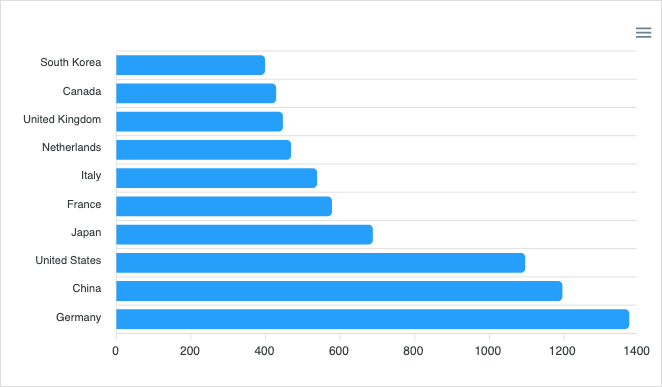 South Korea
Canada
United Kingdom
Netherlands
Italy
France
Japan
United States
China
Germany
0 200 400 600 800 1000 1200 1400